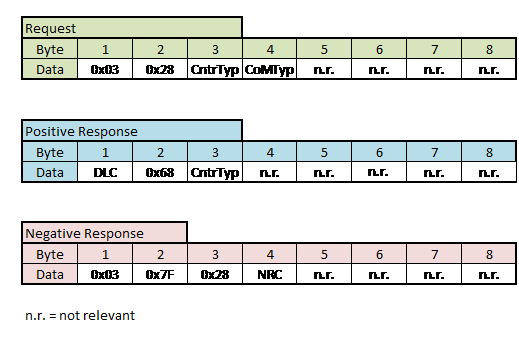 Request
Byte 1 2 3 4 5 6 7 8
Data 0x03 0x28 CntrTyp CoMTyp n.r. n.r. n.r. n.r.
Positive Response
Byte 1 2 3 4 5 6 7 8
Data DLC 0x68 CntrTyp n.r. n.r. n.r. n.r. n.r.
Negative Response
Byte 1 2 3 4 5 6 7 8
Data 0x03 0x7F 0x28 NRC n.r. n.r. n.r. n.r.
n.r. = not relevant